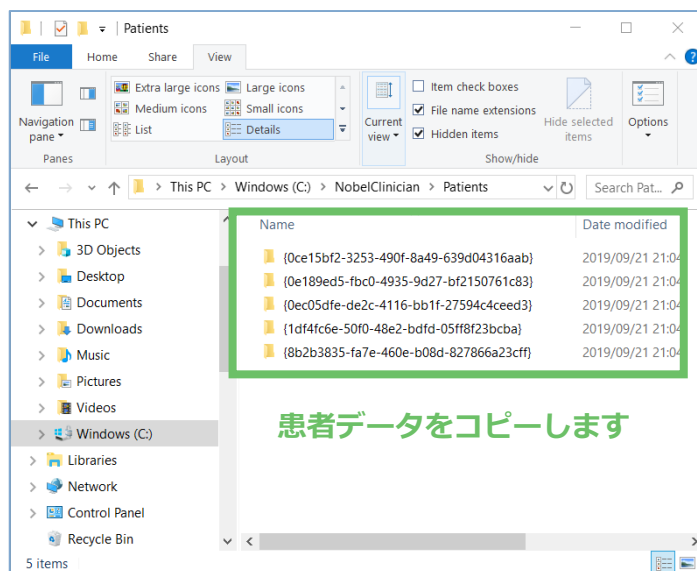 Patients
File Home Share View
Extra large icons Large icons
Medium icons Small icons
List Details
Navigation pane
Current view
Item check boxes
File name extensions
Hidden items
Hide selected items
Options
Panes Layout Show/hide
This PC > Windows (C:) > NobelClinician > Patients
Search Pat...
This PC
3D Objects
Desktop
Documents
Downloads
Music
Pictures
Videos
Windows (C:)
Libraries
Network
Control Panel
Recycle Bin
Name Date modified
{0ce15bf2-3253-490f-8a49-639d04316aab} 2019/09/21 21:04
{0e189ed5-fbc0-4935-9d27-bf2150761c83} 2019/09/21 21:04
{0ec05dfe-de2c-4116-bb1f-27594c4ceed3} 2019/09/21 21:04
{1df4fc6e-50f0-48e2-bdfd-05ff8f23bcba} 2019/09/21 21:04
{8b2b3835-fa7e-460e-b08d-827866a23cff} 2019/09/21 21:04
患者データをコピーします
5 items